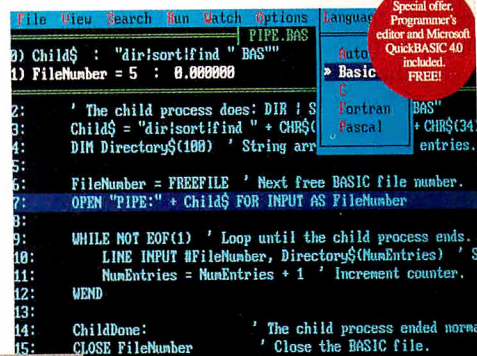 File View Search Run Watch Options Language
PIPE.BAS
0) Child$ : "dir|sort|find " BAS""
1) FileNumber = 5 : 0.000000
Auto
» Basic
C
Fortran
Pascal
Special offer.
Programmer's
editor and Microsoft
QuickBASIC 4.0
included.
FREE!
2: ' The child process does: DIR | S BAS"
3: Child$ = "dir|sort|find " + CHR$( + CHR$(34)
4: DIM Directory$(100) ' String arr entries.
5:
6: FileNumber = FREEFILE ' Next free BASIC file number.
7: OPEN "PIPE:" + Child$ FOR INPUT AS FileNumber
8:
9: WHILE NOT EOF(1) ' Loop until the child process ends.
10: LINE INPUT #FileNumber, Directory$(NumEntries) ' S
11: NumEntries = NumEntries + 1 ' Increment counter.
12: WEND
13:
14: ChildDone: ' The child process ended norma
15: CLOSE FileNumber ' Close the BASIC file.